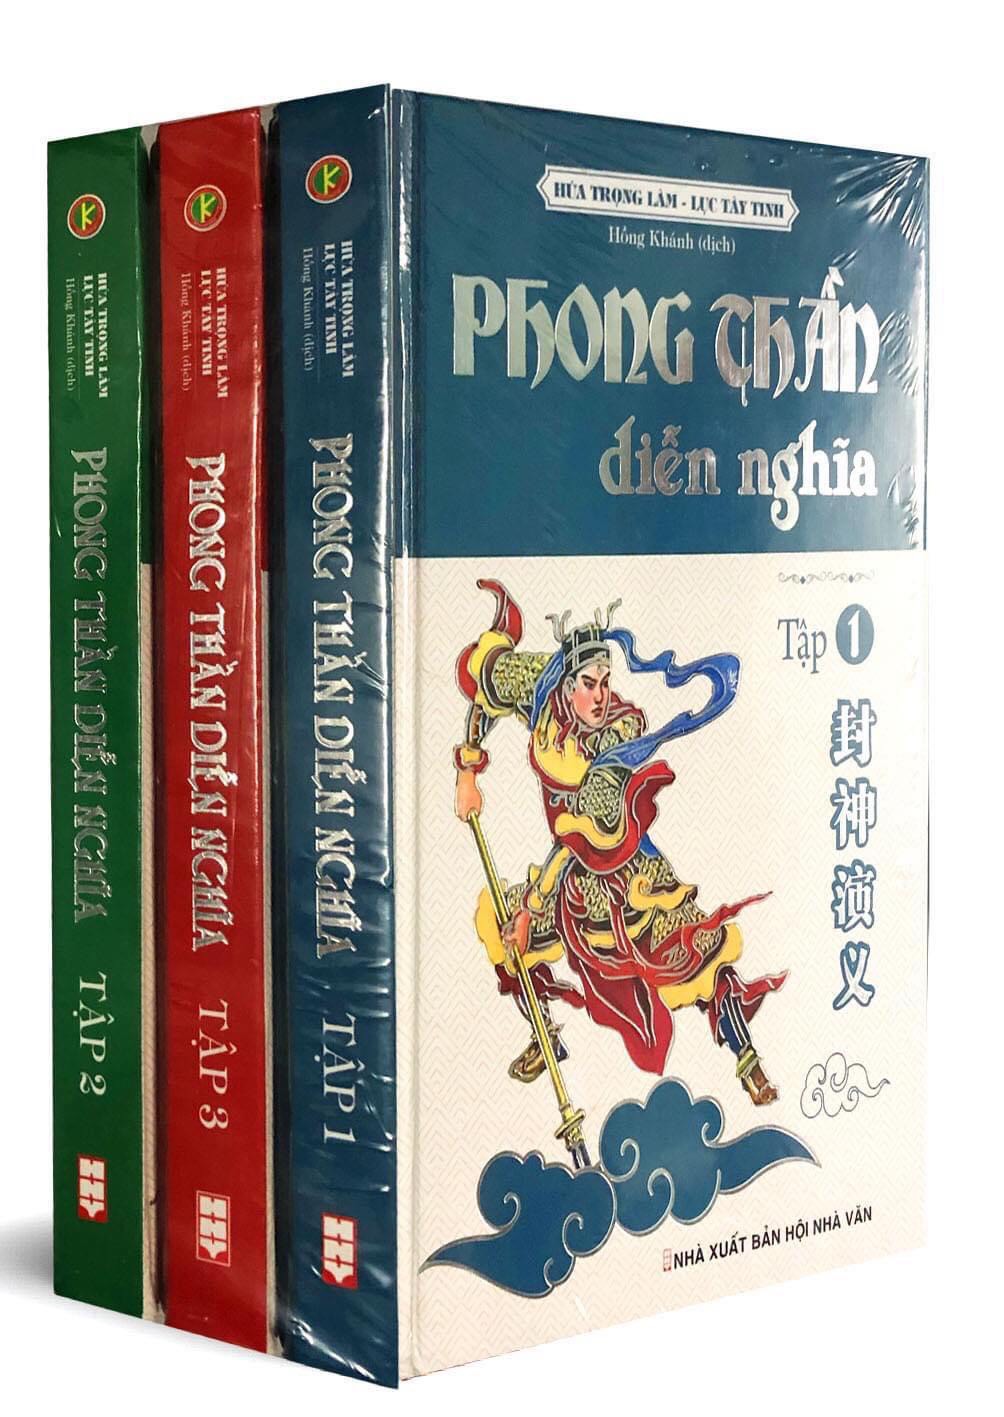 HỨA TRỌNG LÂM - LỤC TÂY TINH
Hồng Khánh (dịch)
PHONG THẦN
diễn nghĩa
Tập 1
封神演义
NHÀ XUẤT BẢN HỘI NHÀ VĂN
HỨA TRỌNG LÂM
LỤC TÂY TINH
Hồng Khánh (dịch)
PHONG THẦN DIỄN NGHĨA
TẬP 2
HỨA TRỌNG LÂM
LỤC TÂY TINH
Hồng Khánh (dịch)
PHONG THẦN DIỄN NGHĨA
TẬP 3
HỨA TRỌNG LÂM
LỤC TÂY TINH
Hồng Khánh (dịch)
PHONG THẦN DIỄN NGHĨA
TẬP 1